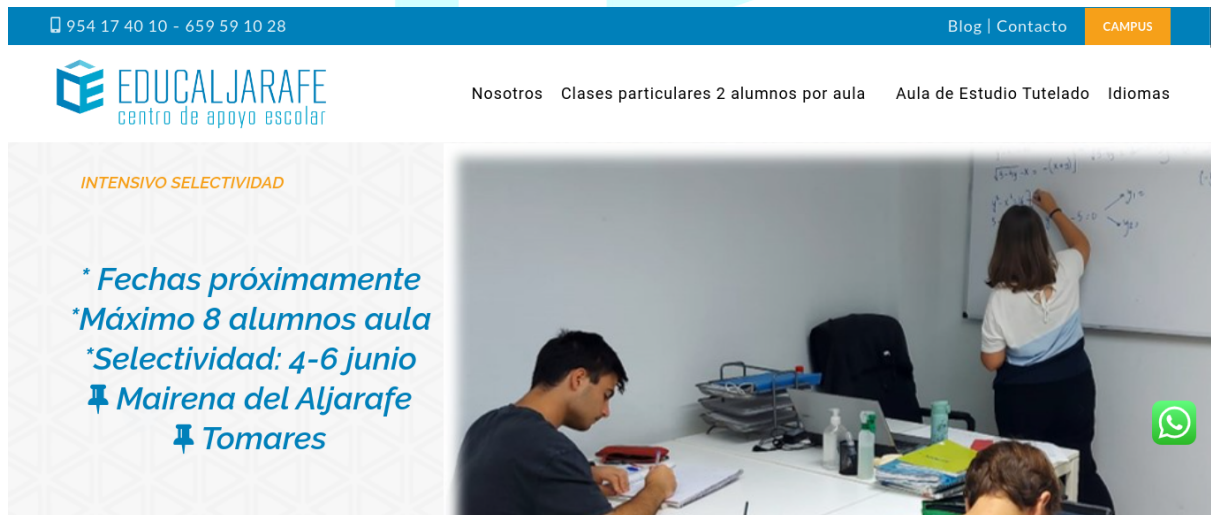 954 17 40 10 - 659 59 10 28
Blog | Contacto
CAMPUS
EDUCALJARAFE
centro de apoyo escolar
Nosotros Clases particulares 2 alumnos por aula Aula de Estudio Tutelado Idiomas
INTENSIVO SELECTIVIDAD
* Fechas próximamente
*Máximo 8 alumnos aula
*Selectividad: 4-6 junio
Mairena del Aljarafe
Tomares